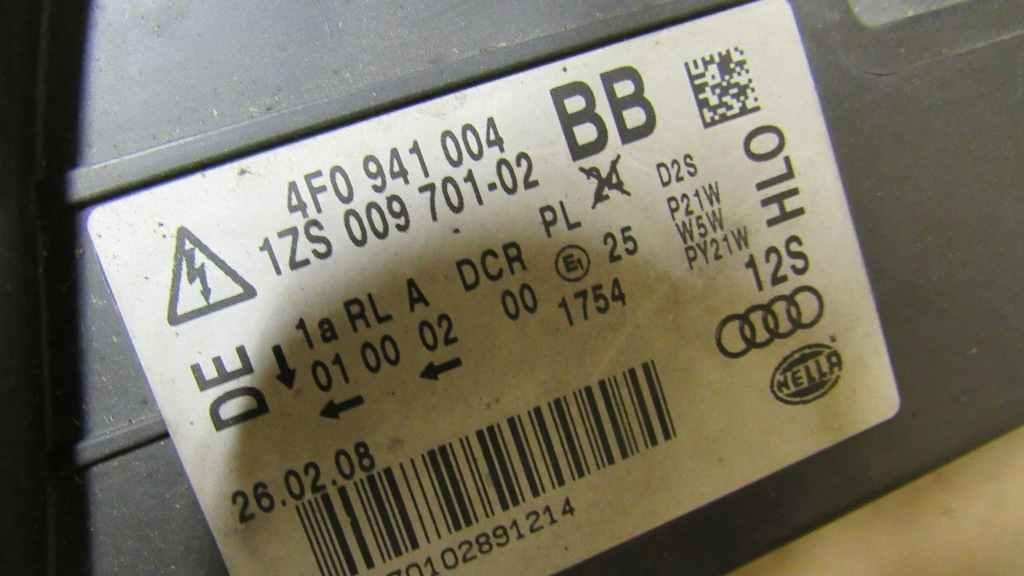 4F0 941 004
BB
1ZS 009 701-02
24
D2S
P21W
W5W
PY21W
HLO
12S
1a RL A DCR PL
01 00 02 00 E1 25
1754
DE
HELLA
26.02.08
70102891214